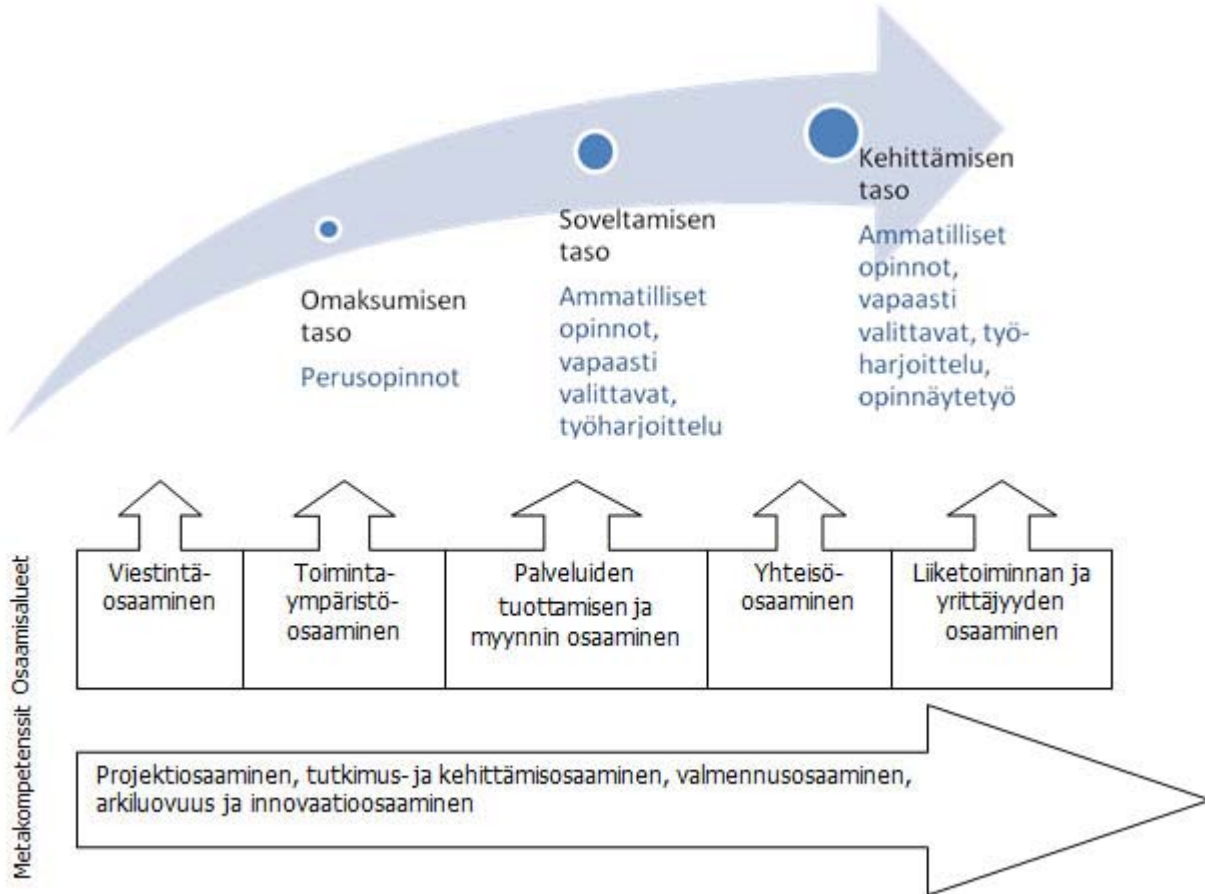 Omaksumisen
taso
Perusopinnot
Soveltamisen
taso
Ammatilliset
opinnot,
vapaasti
valittavat,
työharjoittelu
Kehittämisen
taso
Ammatilliset
opinnot,
vapaasti
valittavat, työ-
harjoittelu,
opinnäytetyö
Osaamisalueet
Viestintä-
osaaminen
Toiminta-
ympäristö-
osaaminen
Palveluiden
tuottamisen ja
myynnin osaaminen
Yhteisö-
osaaminen
Liiketoiminnan ja
yrittäjyyden
osaaminen
Metakompetenssit
Projektiosaaminen, tutkimus- ja kehittämisosaaminen, valmennusosaaminen,
arkiluovuus ja innovaatioosaaminen